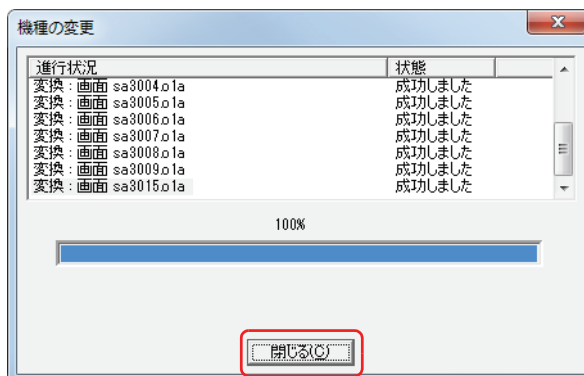 機種の変更
進行状況 状態
変換：画面 sa3004.o1a 成功しました
変換：画面 sa3005.o1a 成功しました
変換：画面 sa3006.o1a 成功しました
変換：画面 sa3007.o1a 成功しました
変換：画面 sa3008.o1a 成功しました
変換：画面 sa3009.o1a 成功しました
変換：画面 sa3015.o1a 成功しました
100%
閉じる(C)